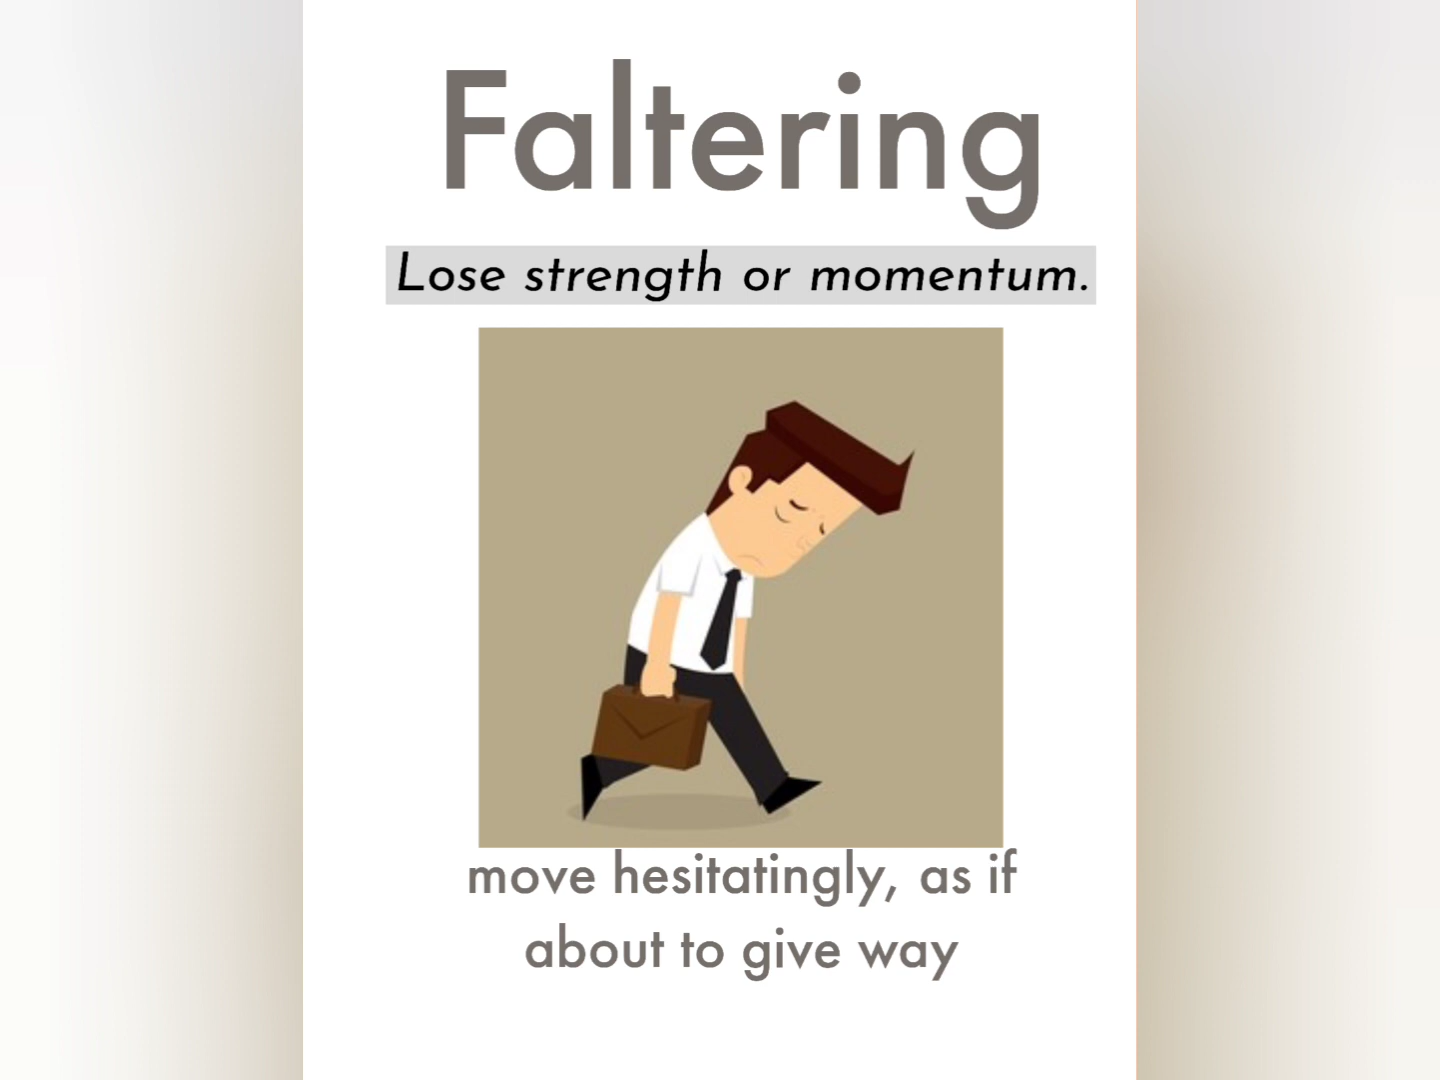 Faltering
Lose strength or momentum.
move hesitatingly, as if
about to give way